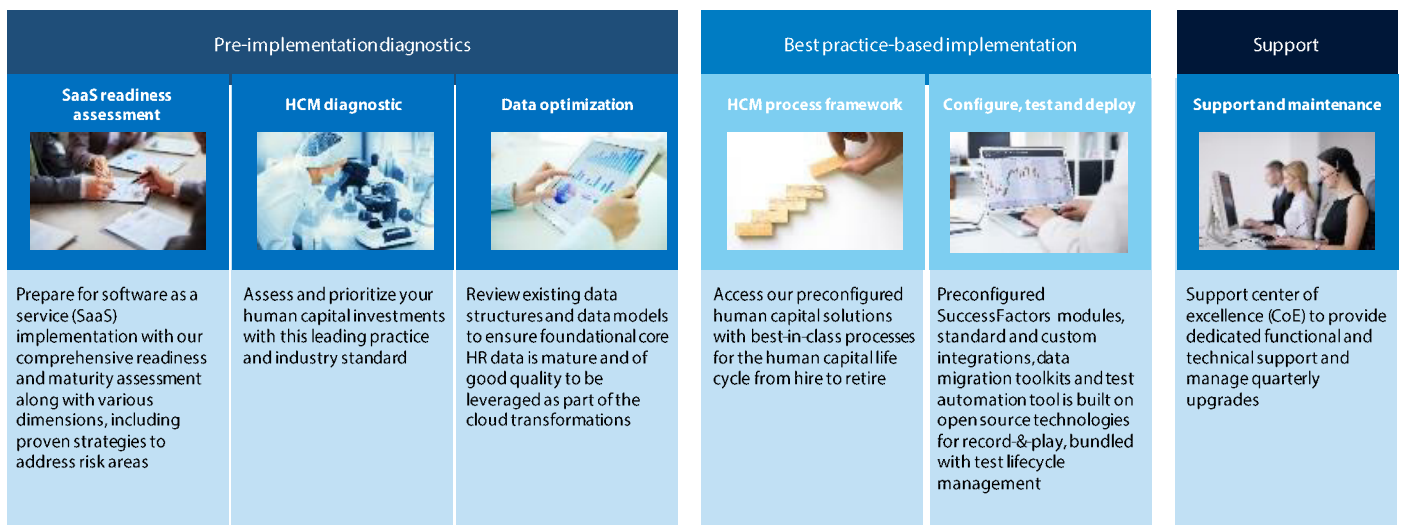 Pre-implementation diagnostics
SaaS readiness
assessment
Prepare for software as a
service (SaaS)
implementation with our
comprehensive readiness
and maturity assessment
along with various
dimensions, including
proven strategies to
address risk areas
HCM diagnostic
Assess and prioritize your
human capital investments
with this leading practice
and industry standard
Data optimization
Review existing data
structures and data models
to ensure foundational core
HR data is mature and of
good quality to be
leveraged as part of the
cloud transformations
Best practice-based implementation
HCM process framework
Access our preconfigured
human capital solutions
with best-in-class processes
for the human capital life
cycle from hire to retire
Configure, test and deploy
Preconfigured
SuccessFactors modules,
standard and custom
integrations, data
migration toolkits and test
automation tool is built on
open source technologies
for record-&-play, bundled
with test lifecycle
management
Support
Support and maintenance
Support center of
excellence (CoE) to provide
dedicated functional and
technical support and
manage quarterly
upgrades